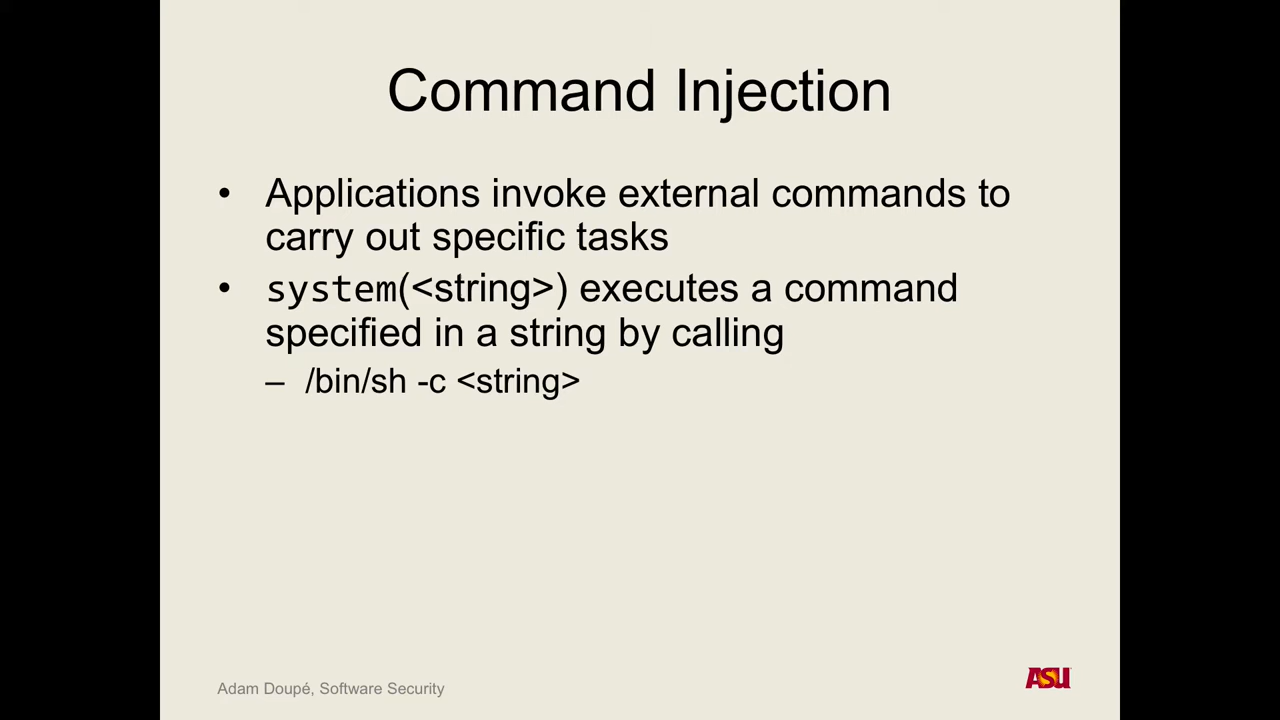 Command Injection
• Applications invoke external commands to
carry out specific tasks
• system(<string>) executes a command
specified in a string by calling
– /bin/sh -c <string>
Adam Doupé, Software Security
ASU